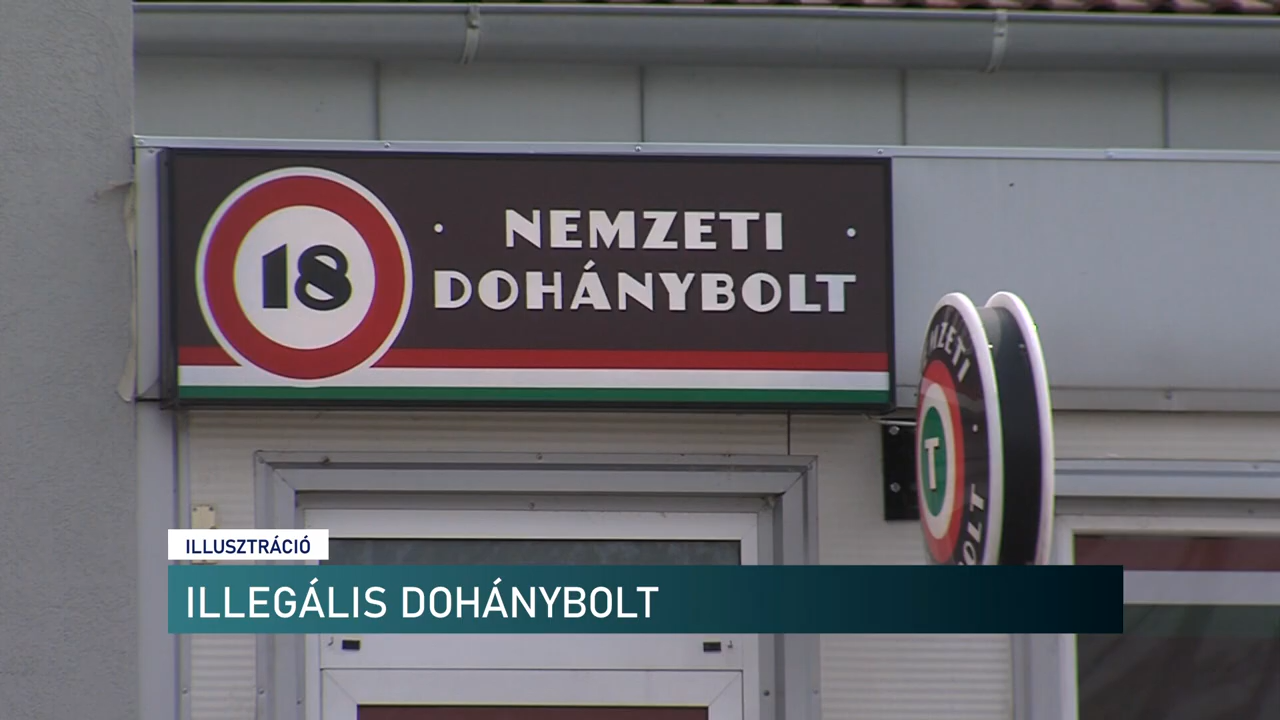 18
NEMZETI
DOHÁNYBOLT
T
ILLUSZTRÁCIÓ
ILLEGÁLIS DOHÁNYBOLT